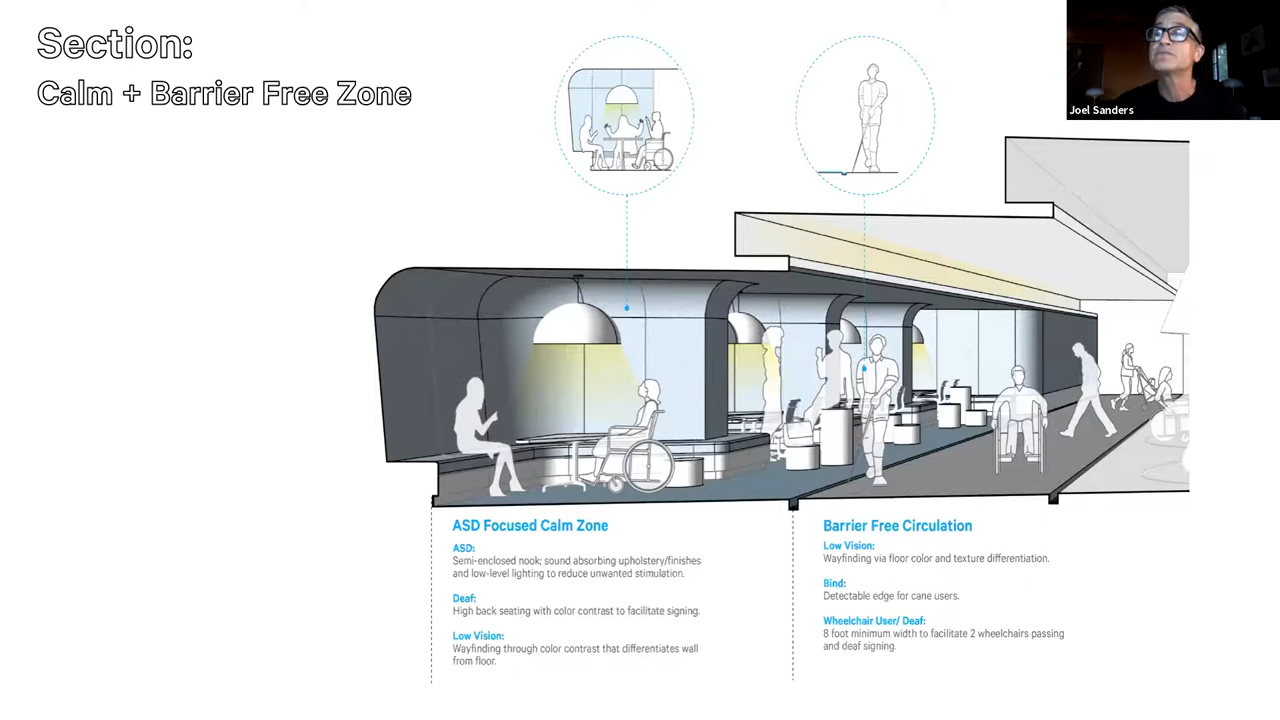 Section:
Calm + Barrier Free Zone
Joel Sanders
ASD Focused Calm Zone
ASD:
Semi-enclosed nook; sound absorbing upholstery/finishes
and low-level lighting to reduce unwanted stimulation.
Deaf:
High back seating with color contrast to facilitate signing.
Low Vision:
Wayfinding through color contrast that differentiates wall
from floor.
Barrier Free Circulation
Low Vision:
Wayfinding via floor color and texture differentiation.
Bind:
Detectable edge for cane users.
Wheelchair User/ Deaf:
8 foot minimum width to facilitate 2 wheelchairs passing
and deaf signing.